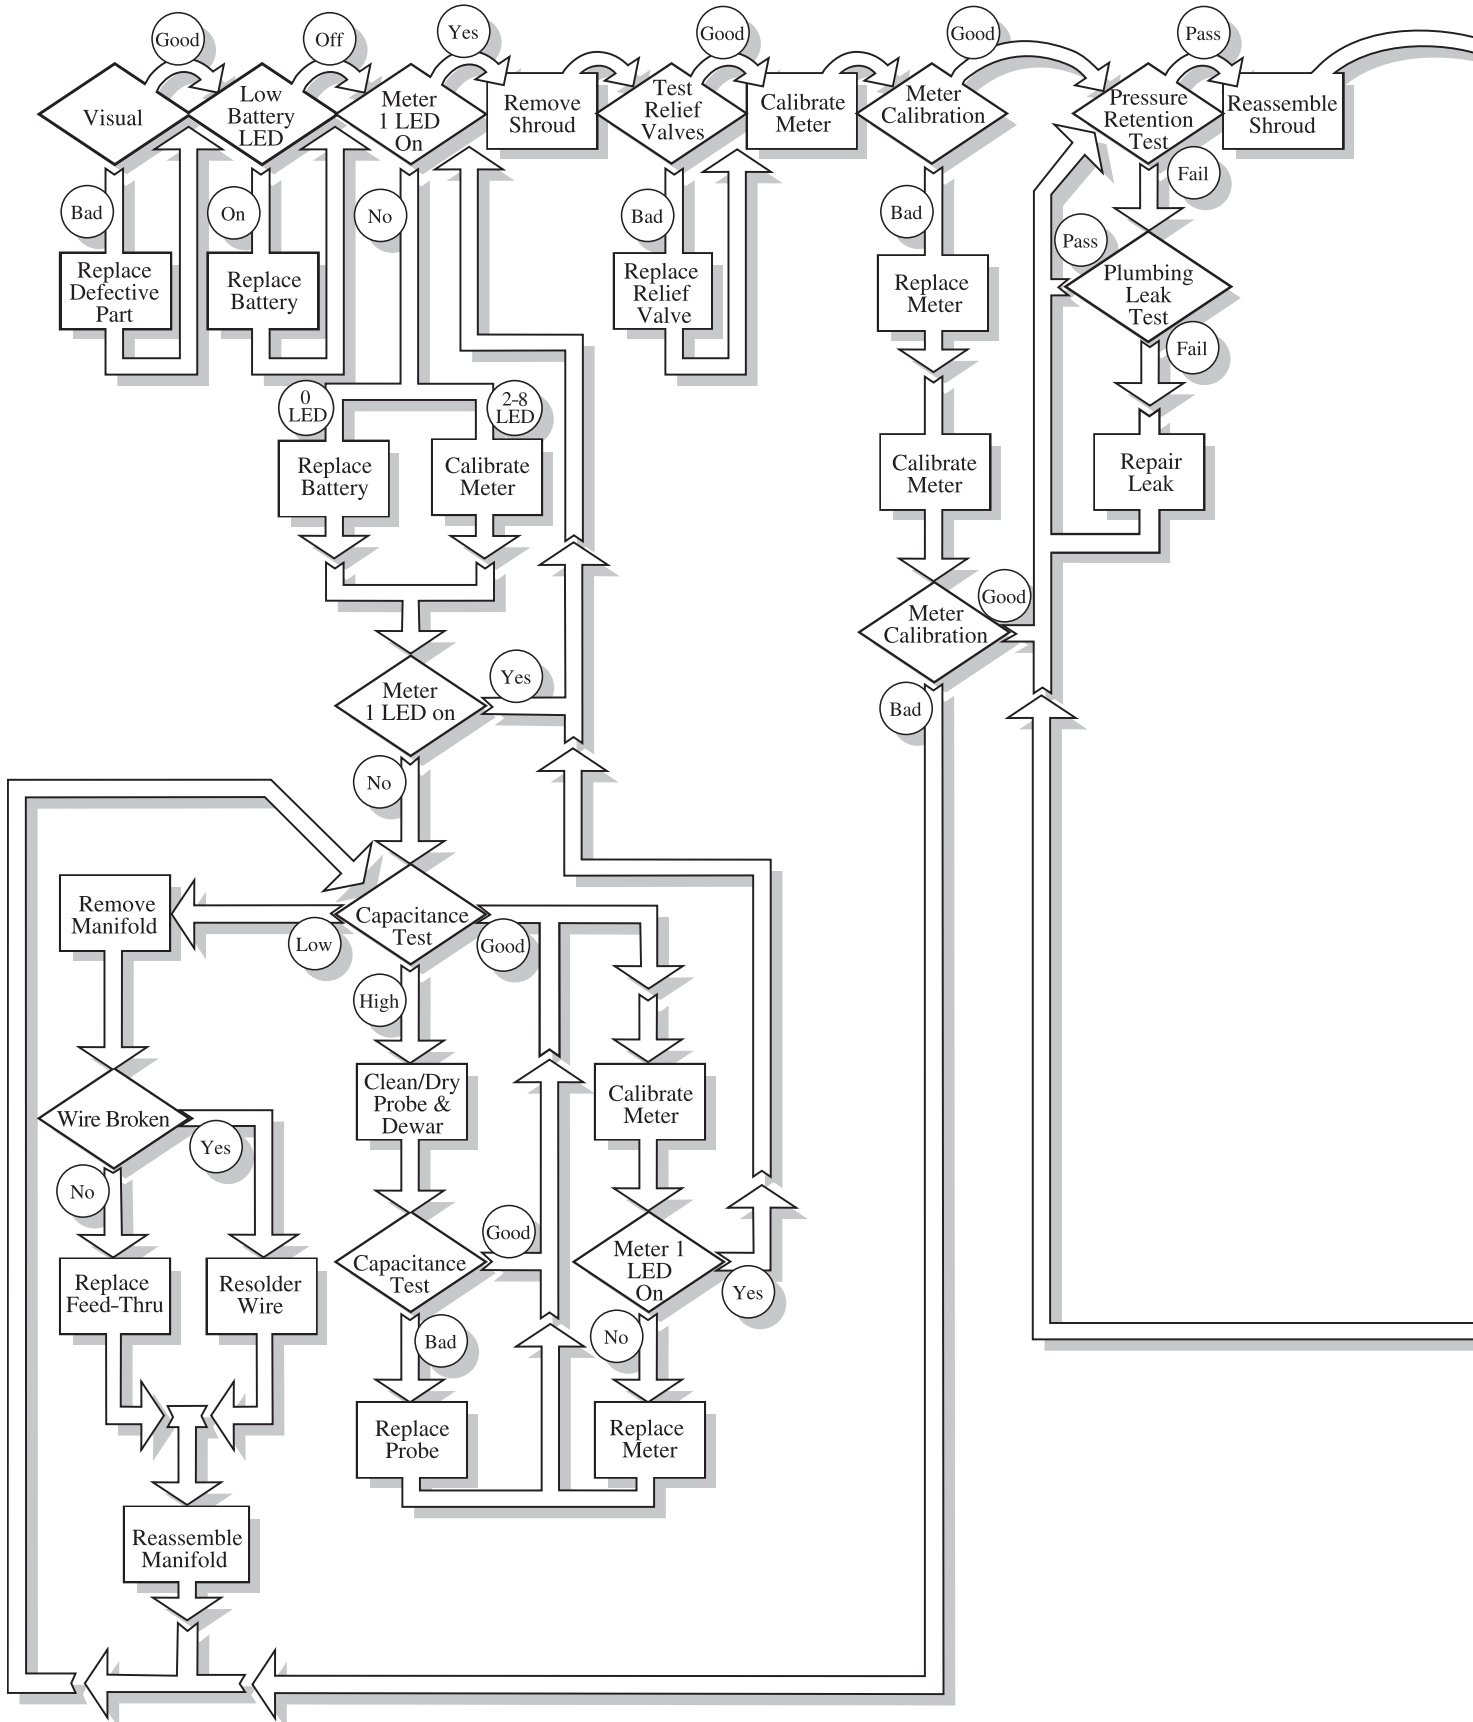 Good
Off
Yes
Good
Good
Pass
Visual
Low
Battery
LED
Meter
1 LED
On
Remove
Shroud
Test
Relief
Valves
Calibrate
Meter
Meter
Calibration
Pressure
Retention
Test
Reassemble
Shroud
Bad
On
No
Bad
Bad
Fail
Pass
Replace
Defective
Part
Replace
Battery
Replace
Relief
Valve
Replace
Meter
Plumbing
Leak
Test
Fail
0
LED
2-8
LED
Replace
Battery
Calibrate
Meter
Calibrate
Meter
Repair
Leak
Meter
Calibration
Good
Meter
1 LED on
Yes
Bad
No
Remove
Manifold
Capacitance
Test
Low
Good
High
Clean/Dry
Probe &
Dewar
Calibrate
Meter
Wire Broken
Yes
No
Replace
Feed-Thru
Resolder
Wire
Capacitance
Test
Good
Meter 1
LED
On
Yes
Bad
No
Replace
Probe
Replace
Meter
Reassemble
Manifold